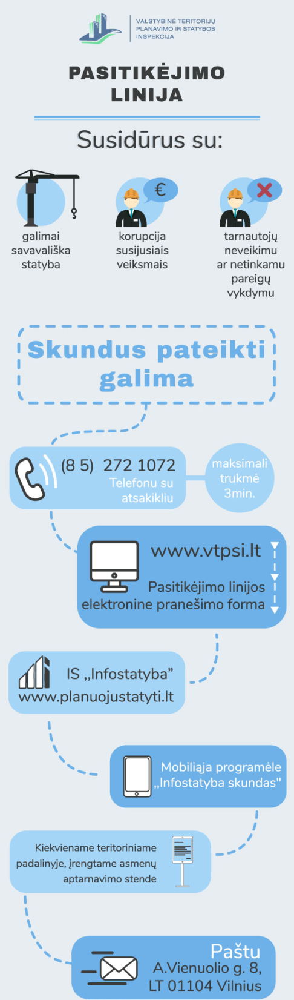 VALSTYBINĖ TERITORIJŲ
PLANAVIMO IR STATYBOS
INSPEKCIJA
PASITIKĖJIMO
LINIJA
Susidūrus su:
galimai
savavališka
statyba
€
korupcija
susijusiais
veiksmais
tarnautojų
neveikimu
ar netinkamu
pareigų
vykdymu
Skundus pateikti
galima
(8 5) 272 1072
Telefonu su
atsakikliu
maksimali
trukmė
3min.
www.vtpsi.lt
Pasitikėjimo linijos
elektronine pranešimo forma
IS ,,Infostatyba”
www.planuojustatyti.lt
Mobiliąja programėle
,,Infostatyba skundas"
Kiekviename teritoriniame
padalinyje, įrengtame asmenų
aptarnavimo stende
Paštu
A.Vienuolio g. 8,
LT 01104 Vilnius